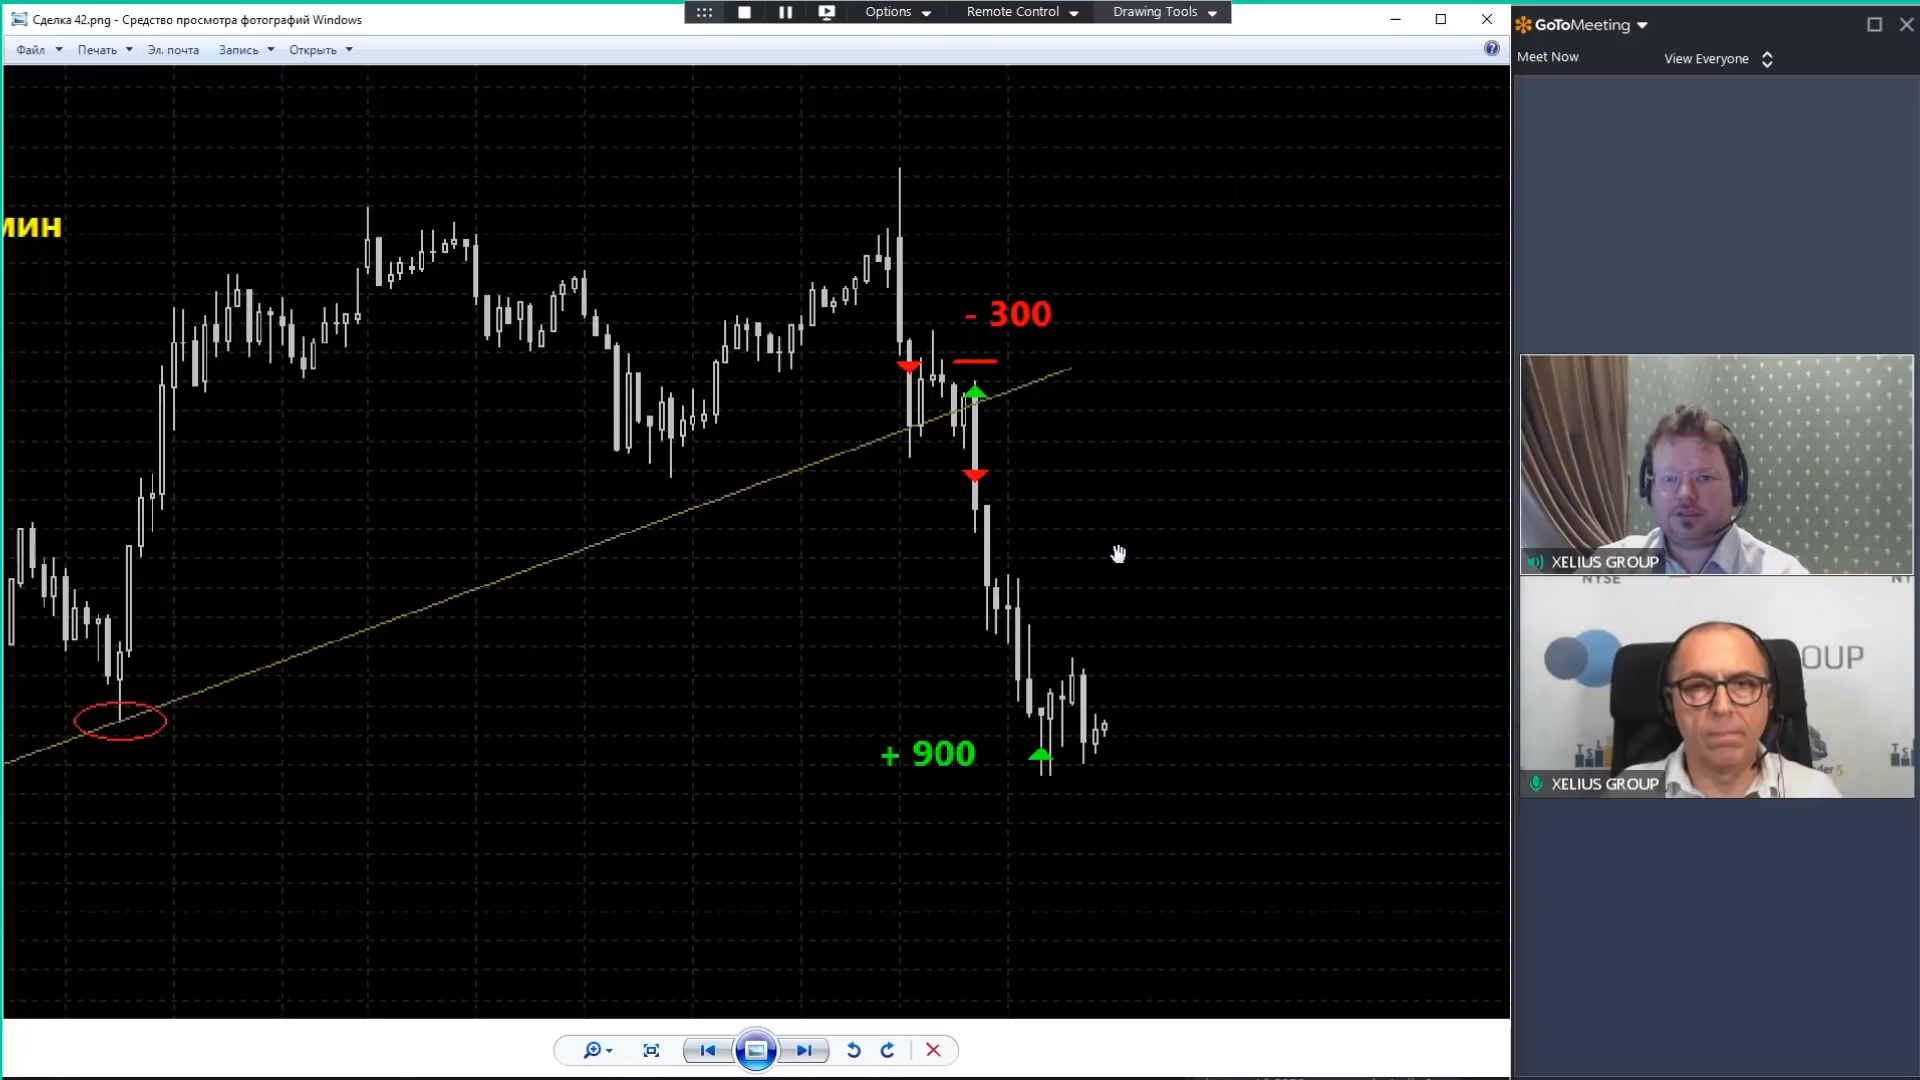 Сделка 42.png - Средство просмотра фотографий Windows
Options
Remote Control
Drawing Tools
GoToMeeting
Файл
Печать
Эл. почта
Запись
Открыть
Meet Now
View Everyone
мин
- 300
+ 900
XELIUS GROUP
NYSE
OUP
XELIUS GROUP